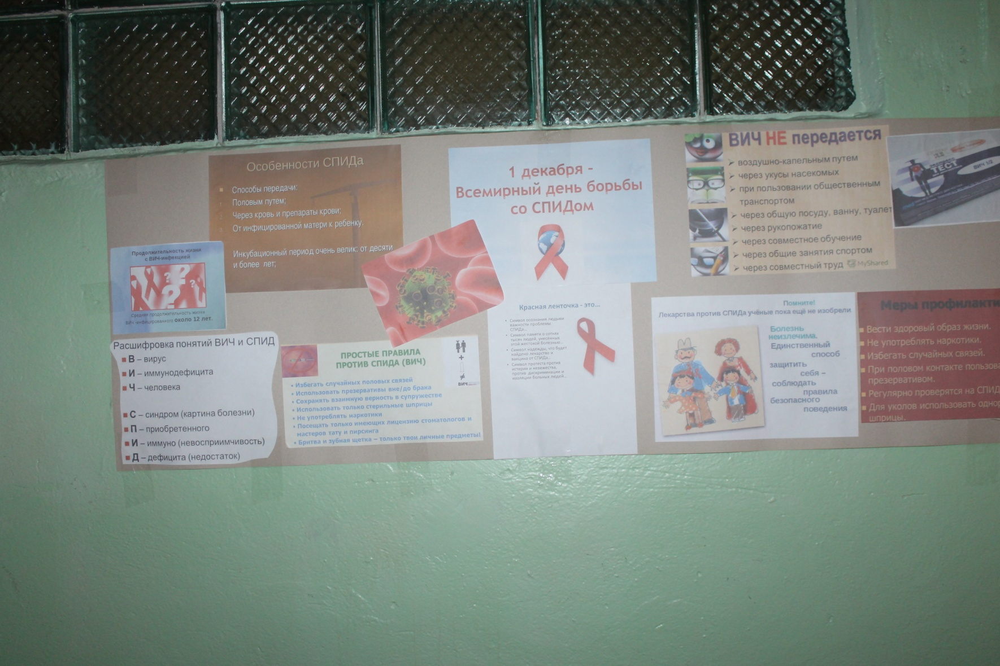 Особенности СПИДа
Способы передачи:
1 Половым путем;
2 Через кровь и препараты крови;
3 От инфицированной матери к ребенку.
Инкубационный период очень велик: от десяти
и более лет;
Продолжительность жизни
с ВИЧ-инфекцией
Средняя продолжительность жизни
ВИЧ-инфицированного около 12 лет.
Расшифровка понятий ВИЧ и СПИД
В – вирус
И – иммунодефицита
Ч – человека
С – синдром (картина болезни)
П – приобретенного
И – иммуно (невосприимчивость)
Д – дефицита (недостаток)
ПРОСТЫЕ ПРАВИЛА
ПРОТИВ СПИДА (ВИЧ)
• Избегать случайных половых связей
• Использовать презервативы вне/до брака
• Сохранять взаимную верность в супружестве
• Использовать только стерильные шприцы
• Не употреблять наркотики
• Посещать только имеющих лицензию стоматологов и
мастеров тату и пирсинга
• Бритва и зубная щетка – только твои личные предметы!
+
≠
ВИЧ
1 декабря -
Всемирный день борьбы
со СПИДом
Красная ленточка - это...
• Символ осознания людьми
важности проблемы
СПИДа...
• Символ памяти о сотнях
тысяч людей, унесённых
этой жестокой болезнью...
• Символ надежды, что будет
найдено лекарство и
вакцина от СПИДа...
• Символ протеста против
истерии и невежества,
против дискриминации и
изоляции больных людей...
ВИЧ НЕ передается
➢ воздушно-капельным путем
➢ через укусы насекомых
➢ при пользовании общественным
транспортом
➢ через общую посуду, ванну, туалет
➢ через рукопожатие
➢ через совместное обучение
➢ через общие занятия спортом
➢ через совместный труд
MyShared
ЭКСПРЕСС
ТЕСТ
ВИЧ 1/2
Помните!
Лекарства против СПИДа учёные пока ещё не изобрели
Болезнь
неизлечима.
Единственный
способ
защитить
себя –
соблюдать
правила
безопасного
поведения
Меры профилакти
Вести здоровый образ жизни.
Не употреблять наркотики.
Избегать случайных связей.
При половом контакте пользова
презервативом.
Регулярно проверятся на СПИД
Для уколов использовать одно
шприцы.